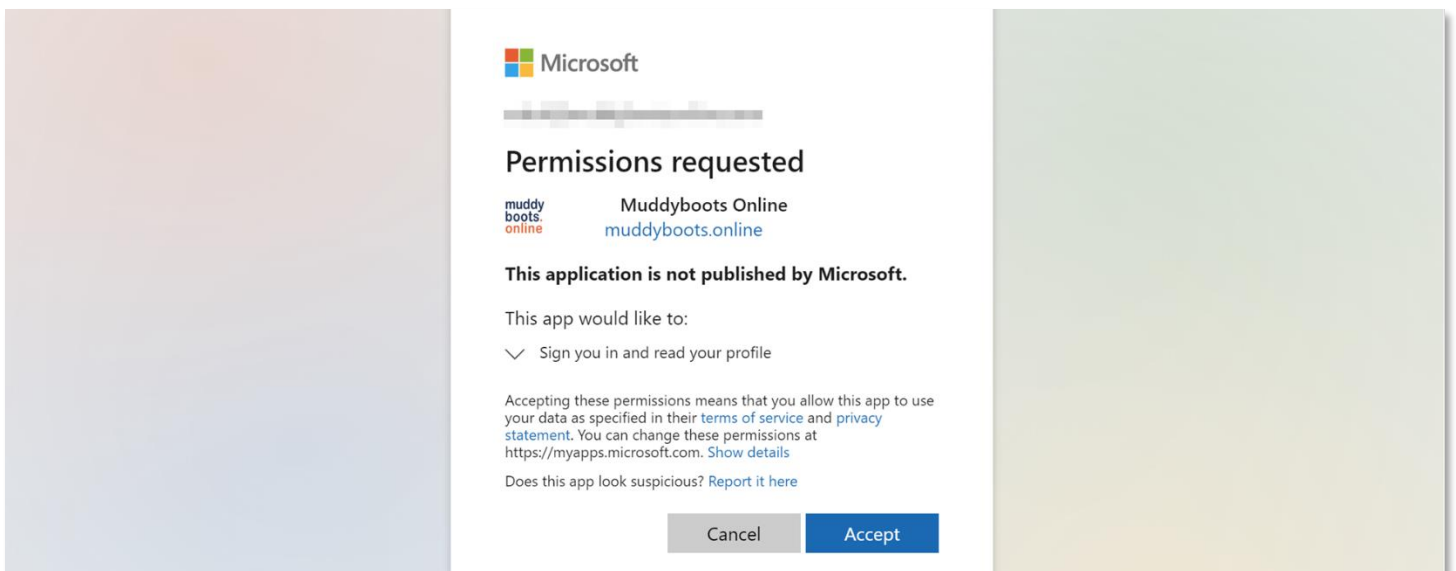 Microsoft
Permissions requested
muddy
boots.
online
Muddyboots Online
muddyboots.online
This application is not published by Microsoft.
This app would like to:
Sign you in and read your profile
Accepting these permissions means that you allow this app to use
your data as specified in their terms of service and privacy
statement. You can change these permissions at
https://myapps.microsoft.com. Show details
Does this app look suspicious? Report it here
Cancel
Accept